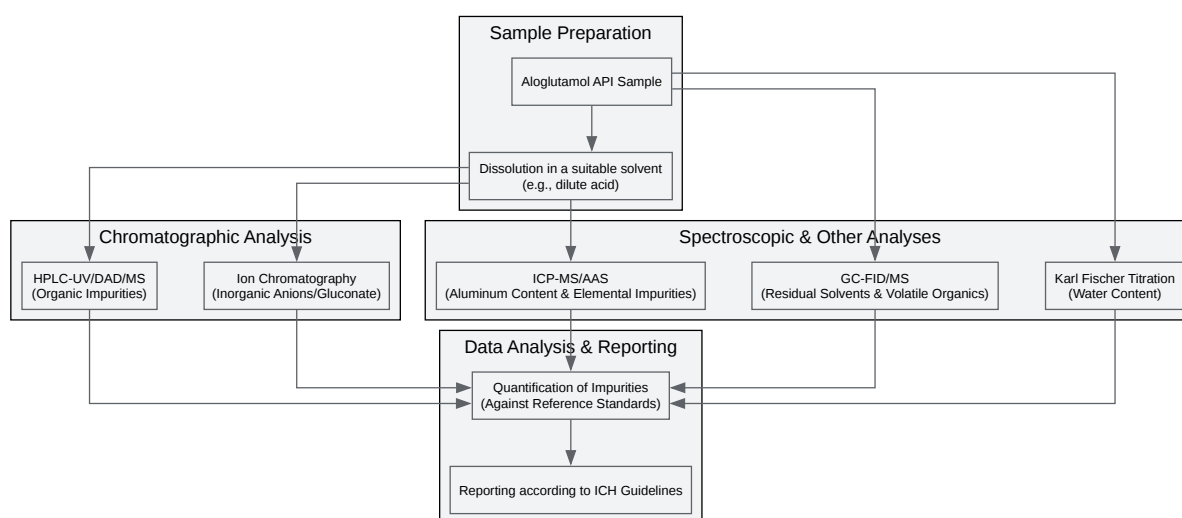 Sample Preparation
Aloglutamol API Sample
Dissolution in a suitable solvent
(e.g., dilute acid)
Chromatographic Analysis
HPLC-UV/DAD/MS
(Organic Impurities)
Ion Chromatography
(Inorganic Anions/Gluconate)
Spectroscopic & Other Analyses
ICP-MS/AAS
(Aluminum Content & Elemental Impurities)
GC-FID/MS
(Residual Solvents & Volatile Organics)
Karl Fischer Titration
(Water Content)
Data Analysis & Reporting
Quantification of Impurities
(Against Reference Standards)
Reporting according to ICH Guidelines